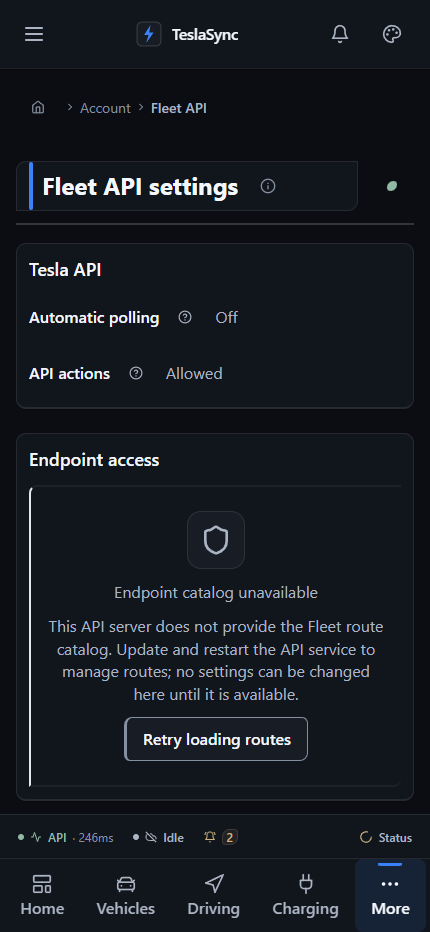 TeslaSync
Account
Fleet API
Fleet API settings
Tesla API
Automatic polling
Off
API actions
Allowed
Endpoint access
Endpoint catalog unavailable
This API server does not provide the Fleet route
catalog. Update and restart the API service to
manage routes; no settings can be changed
here until it is available.
Retry loading routes
API · 246ms
Idle
2
Status
Home
Vehicles
Driving
Charging
More